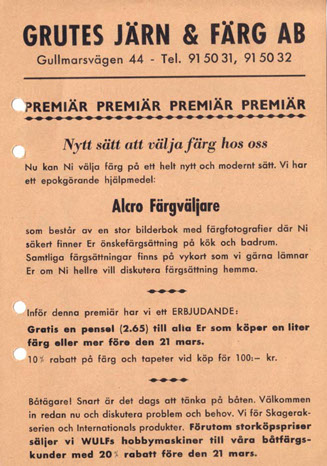 GRUTES JÄRN & FÄRG AB
Gullmarsvägen 44 - Tel. 91 50 31, 91 50 32
PREMIÄR PREMIÄR PREMIÄR PREMIÄR
Nytt sätt att välja färg hos oss
Nu kan Ni välja färg på ett helt nytt och modernt sätt. Vi har
ett epokgörande hjälpmedel:
Alcro Färgväljare
som består av en stor bilderbok med färgfotografier där Ni
säkert finner Er önskefärgsättning på kök och badrum.
Samtliga färgsättningar finns på vykort som vi gärna lämnar
Er om Ni hellre vill diskutera färgsättning hemma.
Inför denna premiär har vi ett ERBJUDANDE:
Gratis en pensel (2.65) till alla Er som köper en liter
färg eller mer före den 21 mars.
10% rabatt på färg och tapeter vid köp för 100:— kr.
Båtägare! Snart är det dags att tänka på båten. Välkommen
in redan nu och diskutera problem och behov. Vi för Skagerak-
serien och Internationals produkter. Förutom storköpspriser
säljer vi WULFs hobbymaskiner till våra båtfärgs-
kunder med 20% rabatt före den 21 mars.